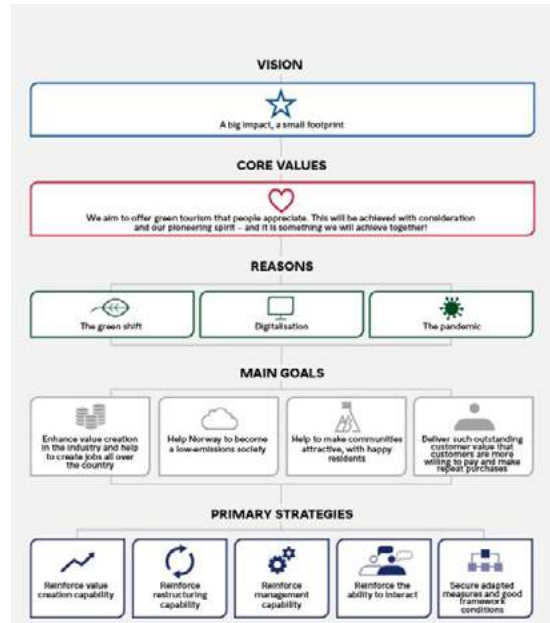 VISION
A big impact, a small footprint
CORE VALUES
We aim to offer green tourism that people appreciate. This will be achieved with consideration
and our pioneering spirit – and it is something we will achieve together!
REASONS
The green shift
Digitalisation
The pandemic
MAIN GOALS
Enhance value creation
in the industry and help
to create jobs all over
the country
Help Norway to become
a low-emissions society
Help to make communities
attractive, with happy
residents
Deliver such outstanding
customer value that
customers are more
willing to pay and make
repeat purchases
PRIMARY STRATEGIES
Reinforce value
creation capability
Reinforce
restructuring
capability
Reinforce
management
capability
Reinforce the
ability to interact
Secure adapted
measures and good
framework
conditions